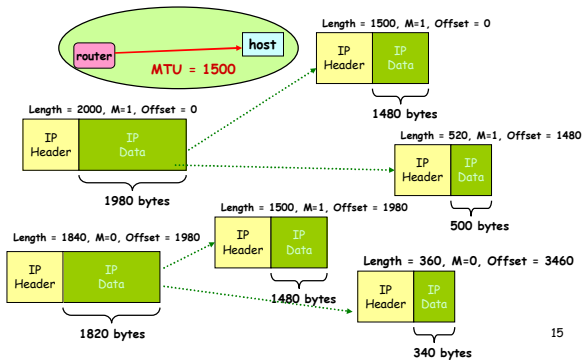 router
host
MTU = 1500
Length = 1500, M=1, Offset = 0
IP
Header
IP
Data
1480 bytes
Length = 2000, M=1, Offset = 0
IP
Header
IP
Data
1980 bytes
Length = 520, M=1, Offset = 1480
IP
Header
IP
Data
500 bytes
Length = 1500, M=1, Offset = 1980
IP
Header
IP
Data
1480 bytes
Length = 1840, M=0, Offset = 1980
IP
Header
IP
Data
1820 bytes
Length = 360, M=0, Offset = 3460
IP
Header
IP
Data
340 bytes
15